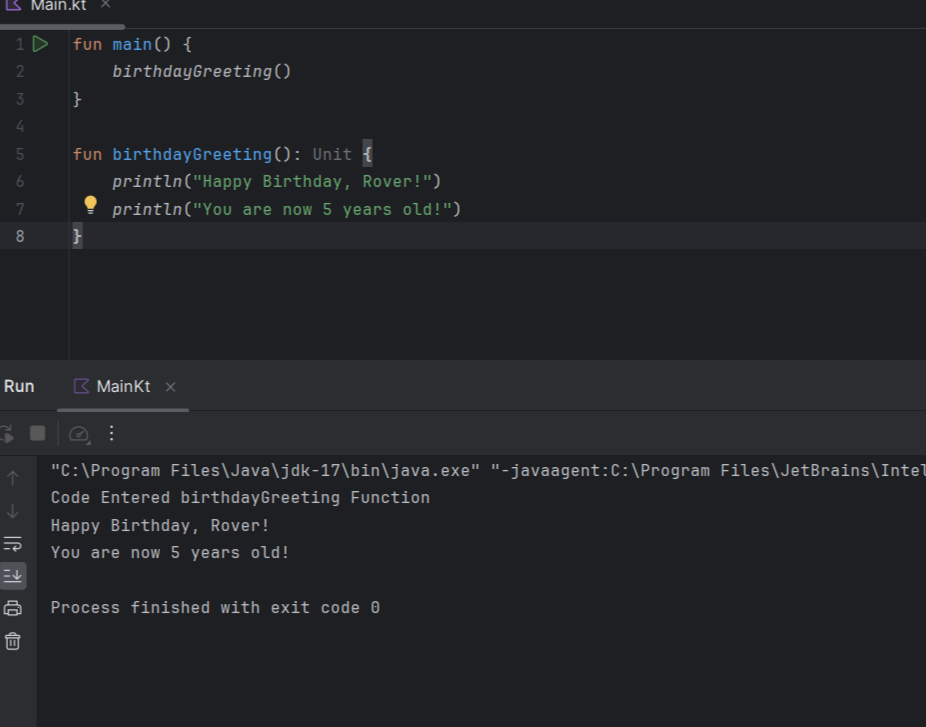 Main.kt
1 fun main() {
2 birthdayGreeting()
3 }
4
5 fun birthdayGreeting(): Unit {
6 println("Happy Birthday, Rover!")
7 println("You are now 5 years old!")
8 }
Run MainKt
"C:\Program Files\Java\jdk-17\bin\java.exe" "-javaagent:C:\Program Files\JetBrains\Intel
Code Entered birthdayGreeting Function
Happy Birthday, Rover!
You are now 5 years old!
Process finished with exit code 0